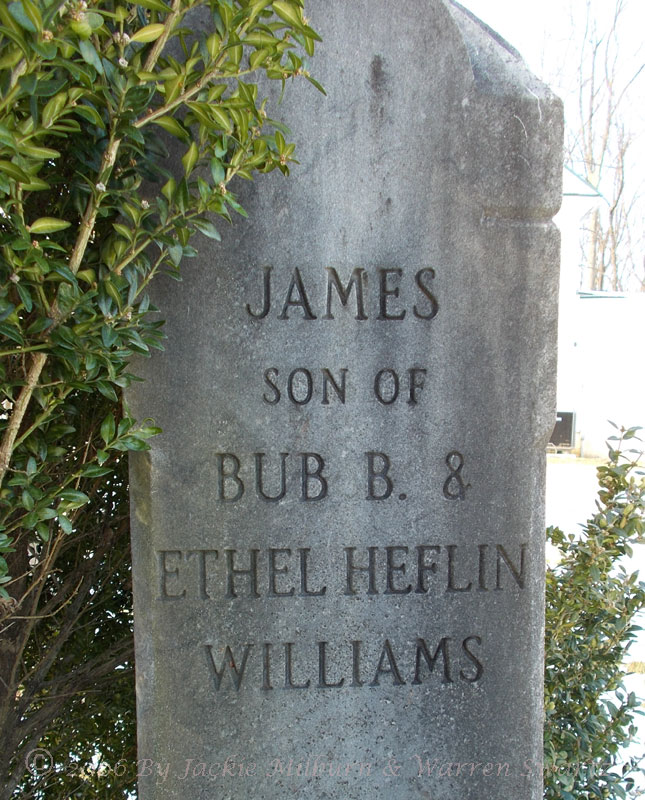 JAMES
SON OF
BUB B. &
ETHEL HEFLIN
WILLIAMS
© 2006 By Jackie Milburn & Warren